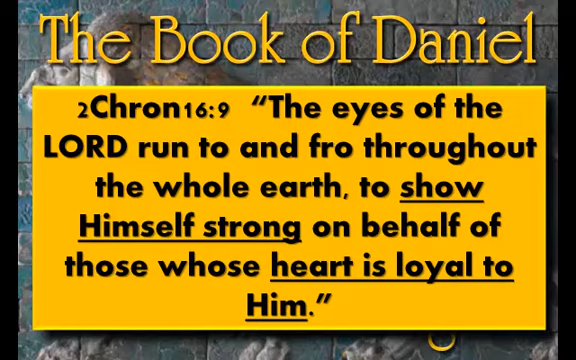 The Book of Daniel
2Chron16:9 “The eyes of the
LORD run to and fro throughout
the whole earth, to show
Himself strong on behalf of
those whose heart is loyal to
Him.”